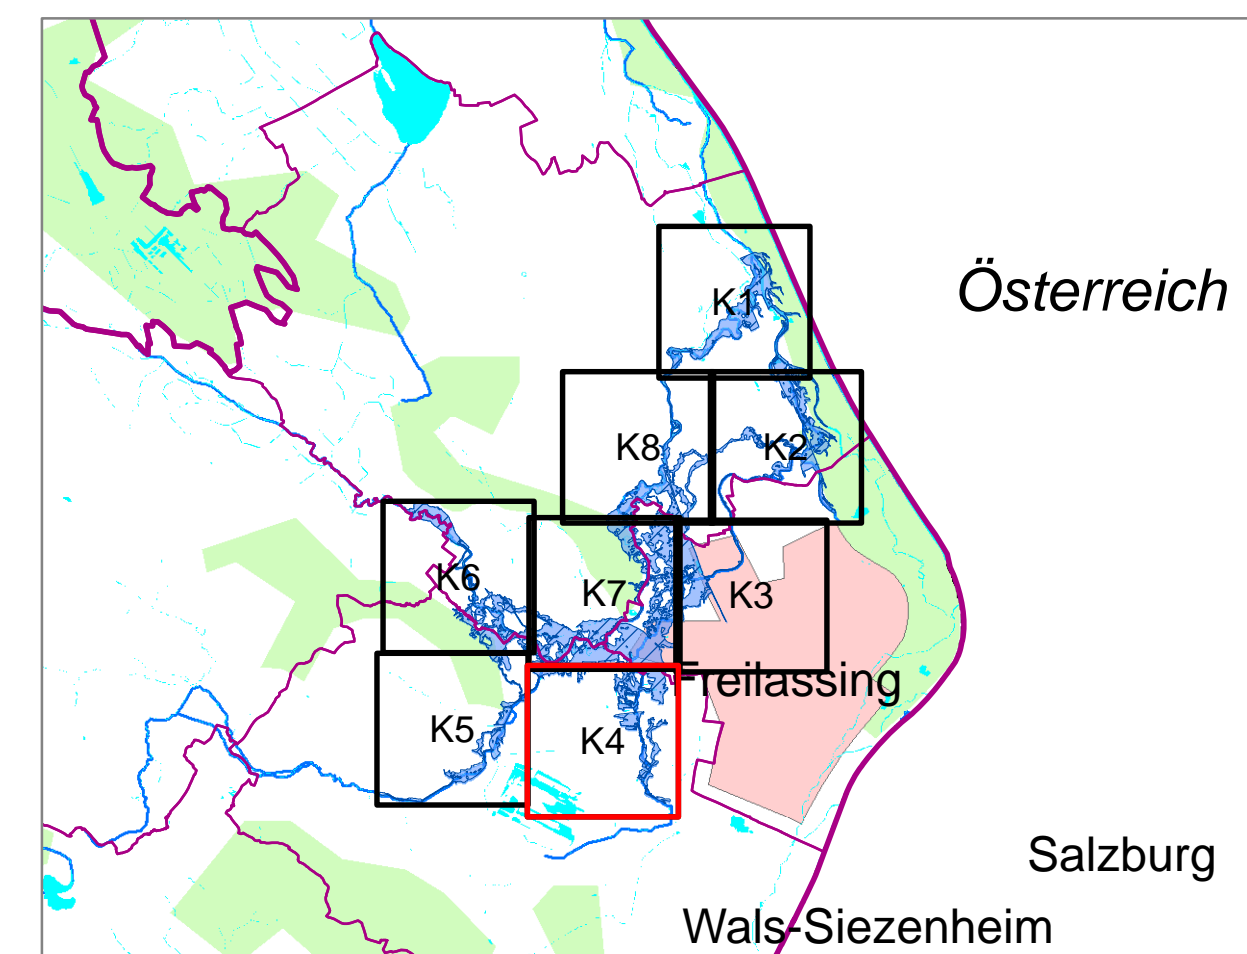 Österreich
K1
K8
K2
K6
K7
K3
Freilassing
K5
K4
Salzburg
Wals-Siezenheim